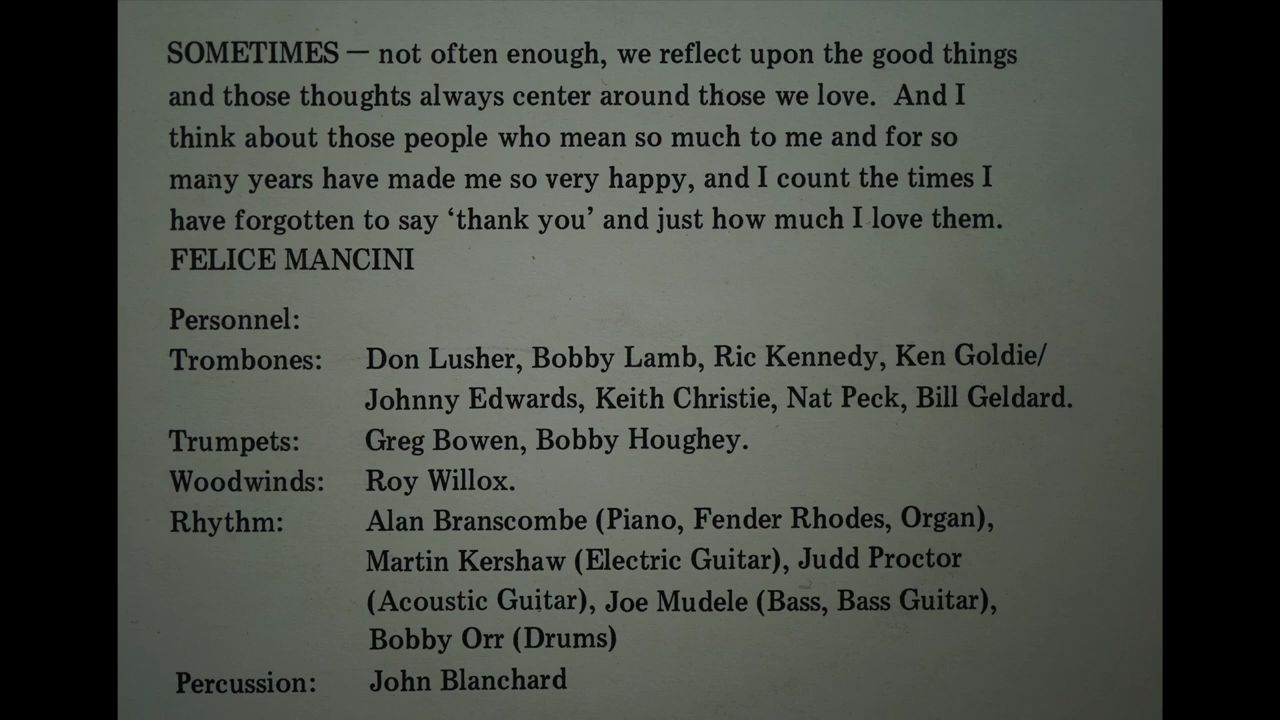 SOMETIMES — not often enough, we reflect upon the good things
and those thoughts always center around those we love. And I
think about those people who mean so much to me and for so
many years have made me so very happy, and I count the times I
have forgotten to say ‘thank you’ and just how much I love them.
FELICE MANCINI
Personnel:
Trombones: Don Lusher, Bobby Lamb, Ric Kennedy, Ken Goldie/
Johnny Edwards, Keith Christie, Nat Peck, Bill Geldard.
Trumpets: Greg Bowen, Bobby Houghey.
Woodwinds: Roy Willox.
Rhythm: Alan Branscombe (Piano, Fender Rhodes, Organ),
Martin Kershaw (Electric Guitar), Judd Proctor
(Acoustic Guitar), Joe Mudele (Bass, Bass Guitar),
Bobby Orr (Drums)
Percussion: John Blanchard